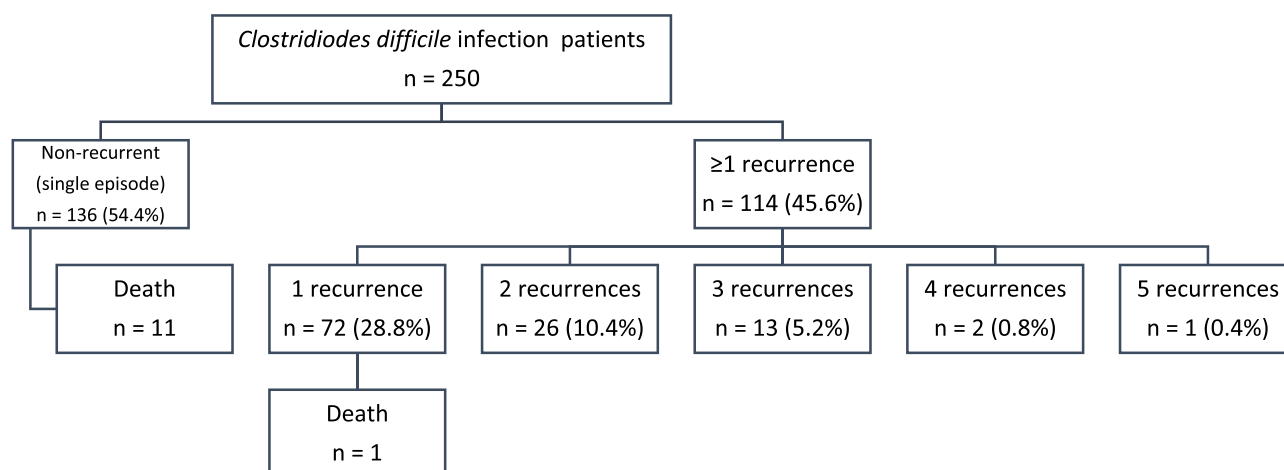 Clostridiodes difficile infection patients
n = 250
Non-recurrent
(single episode)
n = 136 (54.4%)
≥1 recurrence
n = 114 (45.6%)
Death
n = 11
1 recurrence
n = 72 (28.8%)
2 recurrences
n = 26 (10.4%)
3 recurrences
n = 13 (5.2%)
4 recurrences
n = 2 (0.8%)
5 recurrences
n = 1 (0.4%)
Death
n = 1